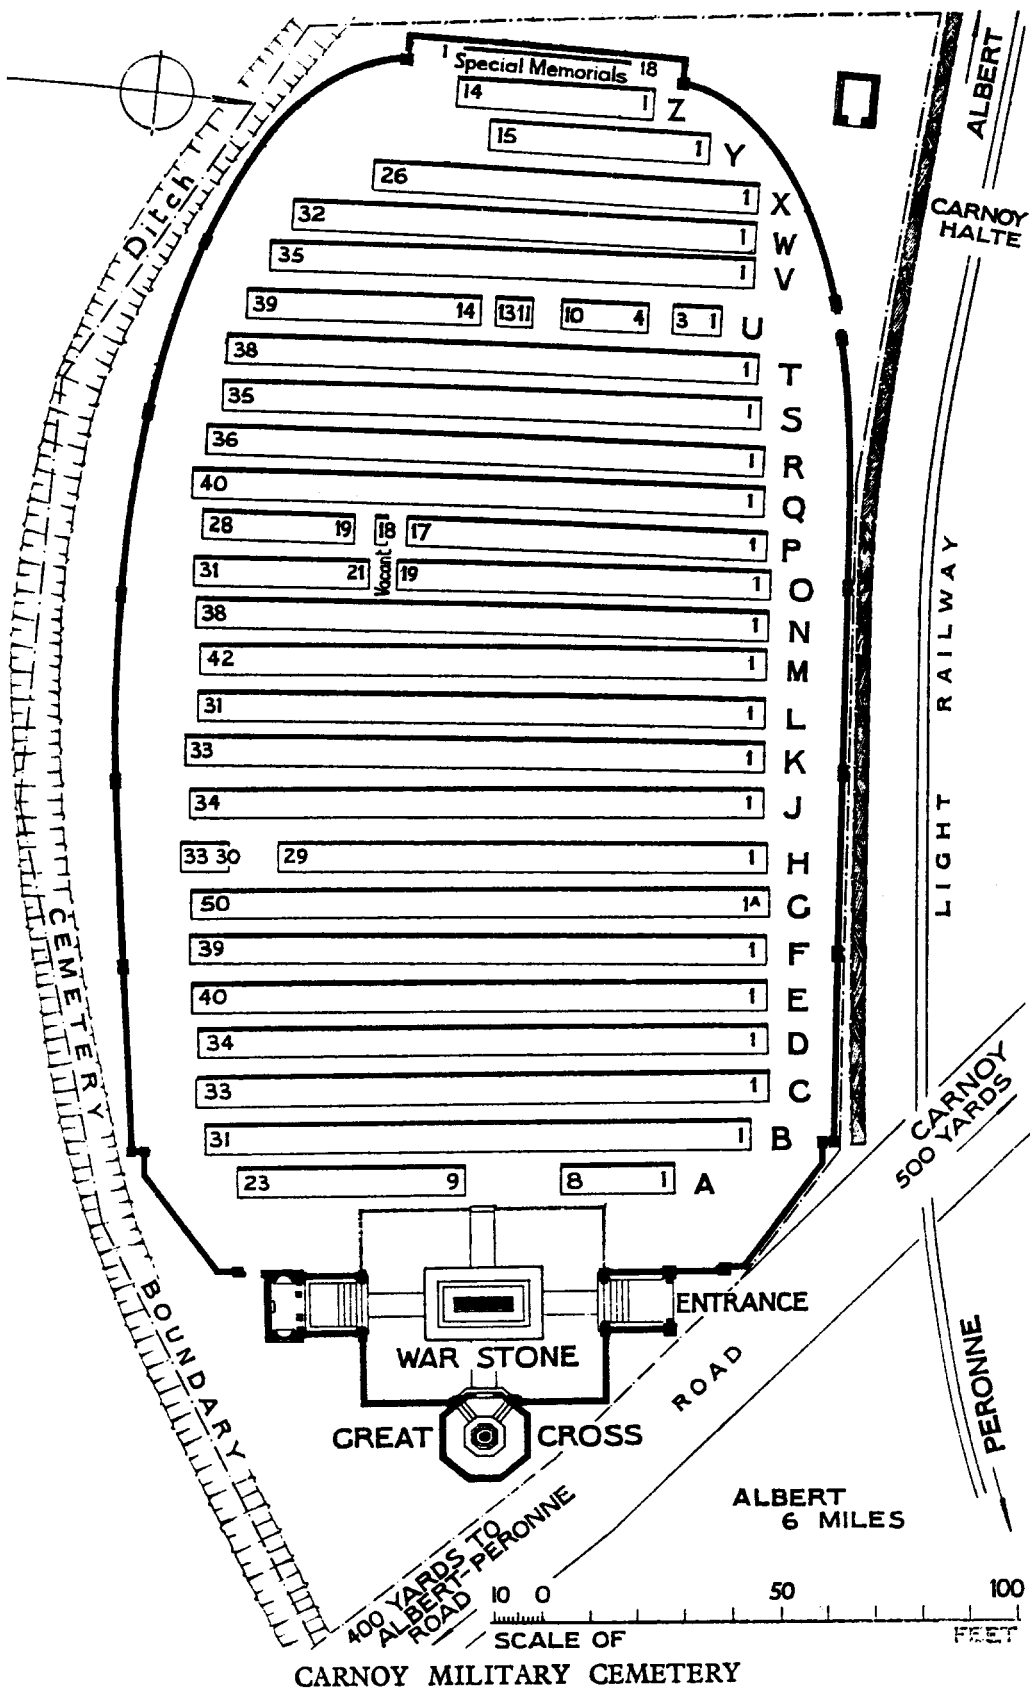 1 Special Memorials 18
14 1 Z
15 1 Y
26 1 X
32 1 W
35 1 V
39 14 13 11 10 4 3 1 U
38 1 T
35 1 S
36 1 R
40 1 Q
28 19 18 17 1 P
Vacant
31 21 19 1 O
38 1 N
42 1 M
31 1 L
33 1 K
34 1 J
33 30 29 1 H
50 1A G
39 1 F
40 1 E
34 1 D
33 1 C
31 1 B
23 9 8 1 A
Ditch
CEMETERY
BOUNDARY
ALBERT
CARNOY
HALTE
LIGHT RAILWAY
CARNOY
500 YARDS
ENTRANCE
WAR STONE
GREAT CROSS
ROAD
PERONNE
ALBERT
6 MILES
400 YARDS TO
ALBERT-PERONNE
ROAD
10 0 50 100
SCALE OF FEET
CARNOY MILITARY CEMETERY